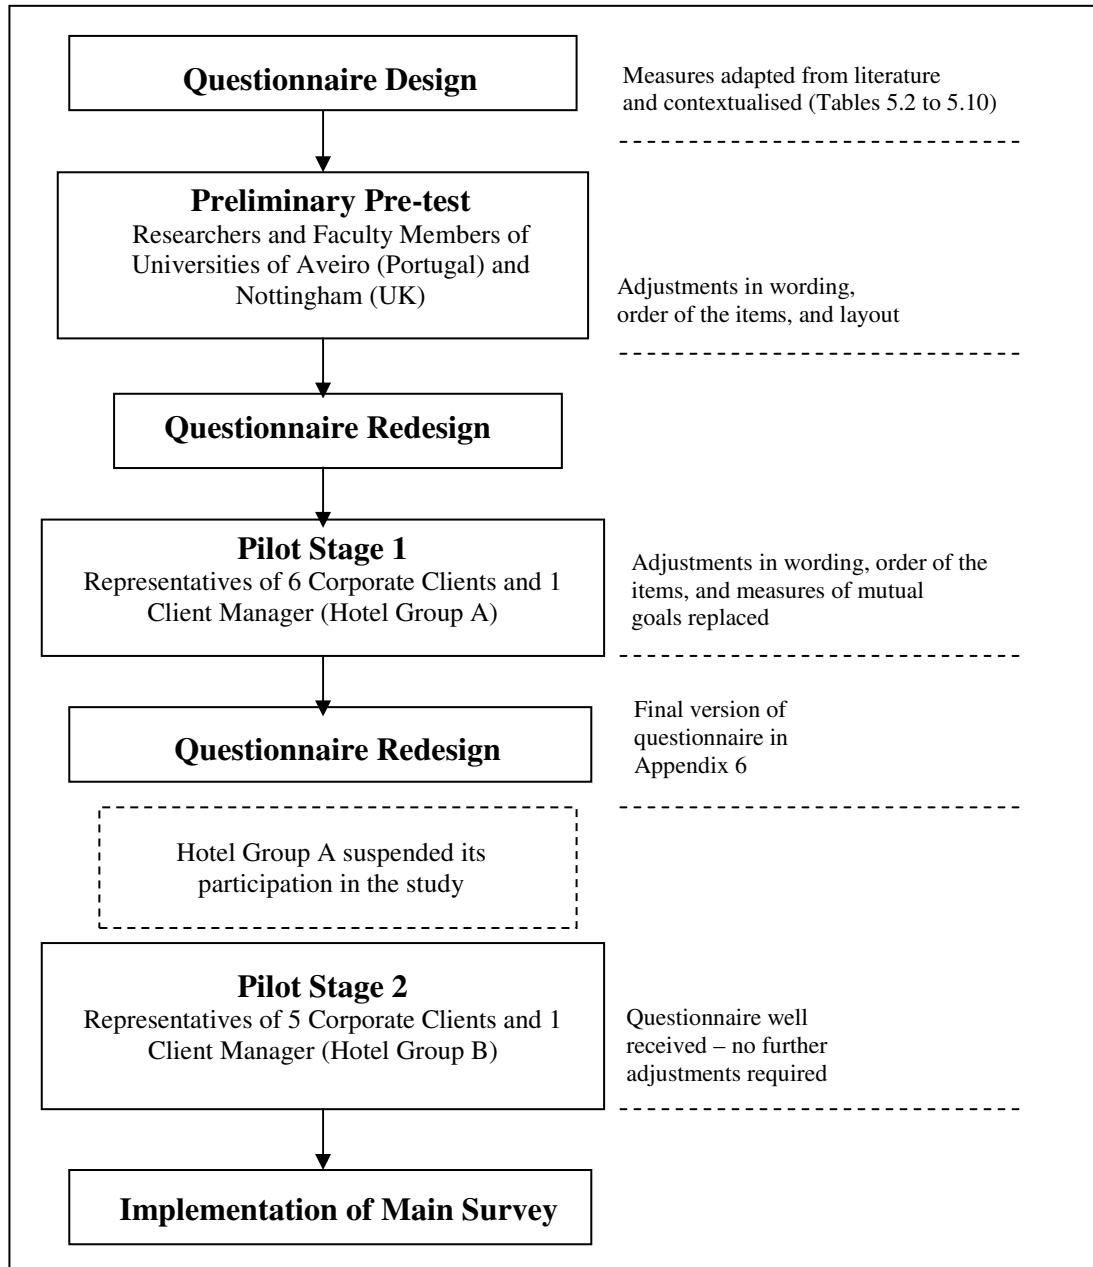 Questionnaire Design
Measures adapted from literature
and contextualised (Tables 5.2 to 5.10)
Preliminary Pre-test
Researchers and Faculty Members of
Universities of Aveiro (Portugal) and
Nottingham (UK)
Adjustments in wording,
order of the items, and layout
Questionnaire Redesign
Pilot Stage 1
Representatives of 6 Corporate Clients and 1
Client Manager (Hotel Group A)
Adjustments in wording, order of the
items, and measures of mutual
goals replaced
Questionnaire Redesign
Final version of
questionnaire in
Appendix 6
Hotel Group A suspended its
participation in the study
Pilot Stage 2
Representatives of 5 Corporate Clients and 1
Client Manager (Hotel Group B)
Questionnaire well
received – no further
adjustments required
Implementation of Main Survey